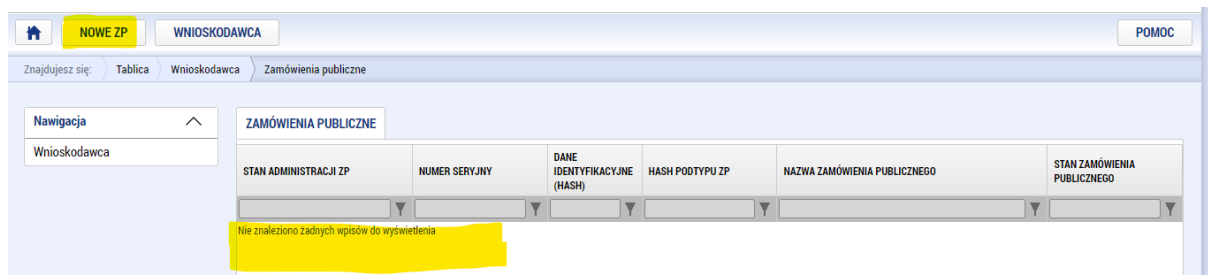 NOWE ZP WNIOSKODAWCA POMOC
Znajdujesz się: Tablica Wnioskodawca Zamówienia publiczne
Nawigacja
Wnioskodawca
ZAMÓWIENIA PUBLICZNE
STAN ADMINISTRACJI ZP
NUMER SERYJNY
DANE
IDENTYFIKACYJNE
(HASH)
HASH PODTYPU ZP
NAZWA ZAMÓWIENIA PUBLICZNEGO
STAN ZAMÓWIENIA
PUBLICZNEGO
Nie znaleziono żadnych wpisów do wyświetlenia